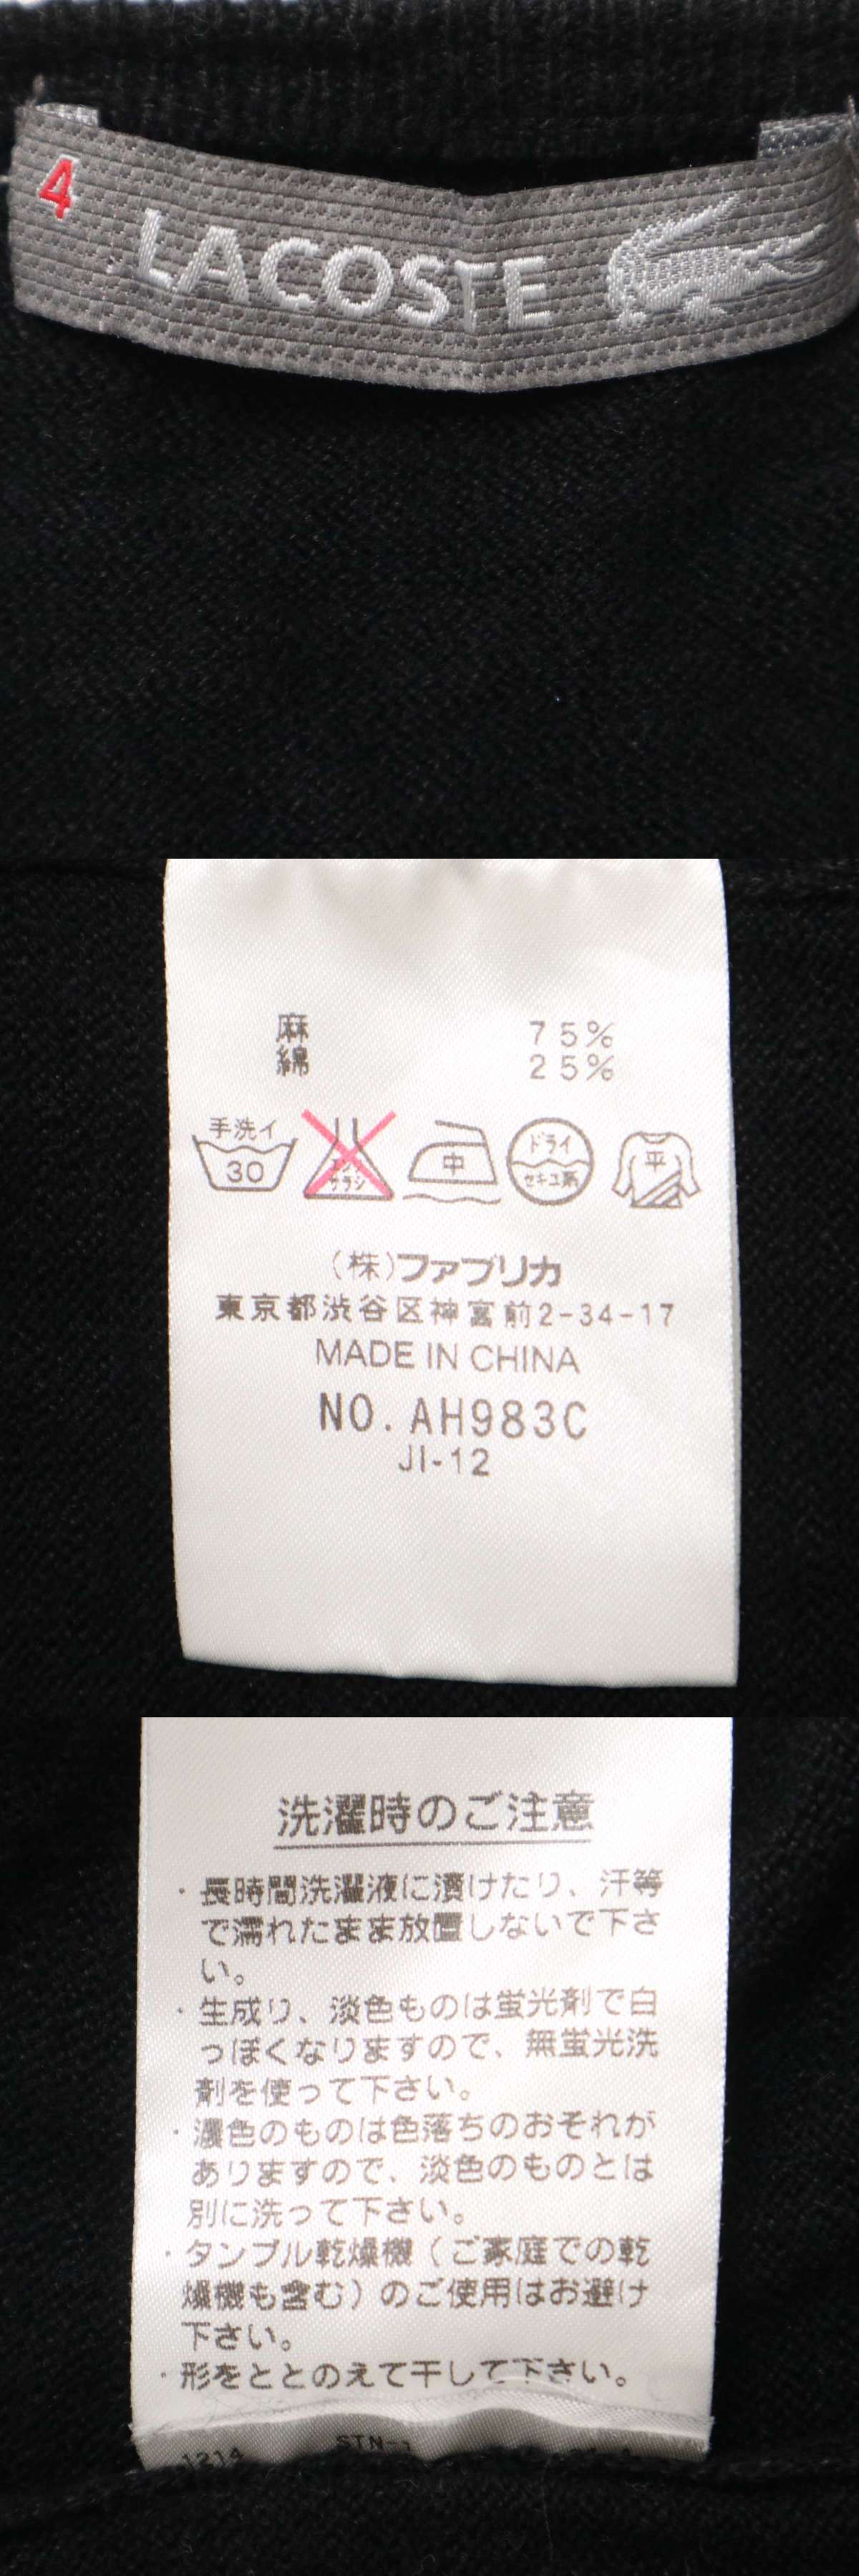 4
LACOSTE
麻 75%
綿 25%
手洗イ
30
エンソ
サラシ
中
ドライ
セキユ系
平
(株)ファブリカ
東京都渋谷区神宮前2-34-17
MADE IN CHINA
NO.AH983C
JI-12
洗濯時のご注意
・長時間洗濯液に漬けたり、汗等
で濡れたまま放置しないで下さ
い。
・生成り、淡色ものは蛍光剤で白
っぽくなりますので、無蛍光洗
剤を使って下さい。
・濃色のものは色落ちのおそれが
ありますので、淡色のものとは
別に洗って下さい。
・タンブル乾燥機(ご家庭での乾
燥機も含む)のご使用はお避け
下さい。
・形をととのえて干して下さい。
1214 STN-1